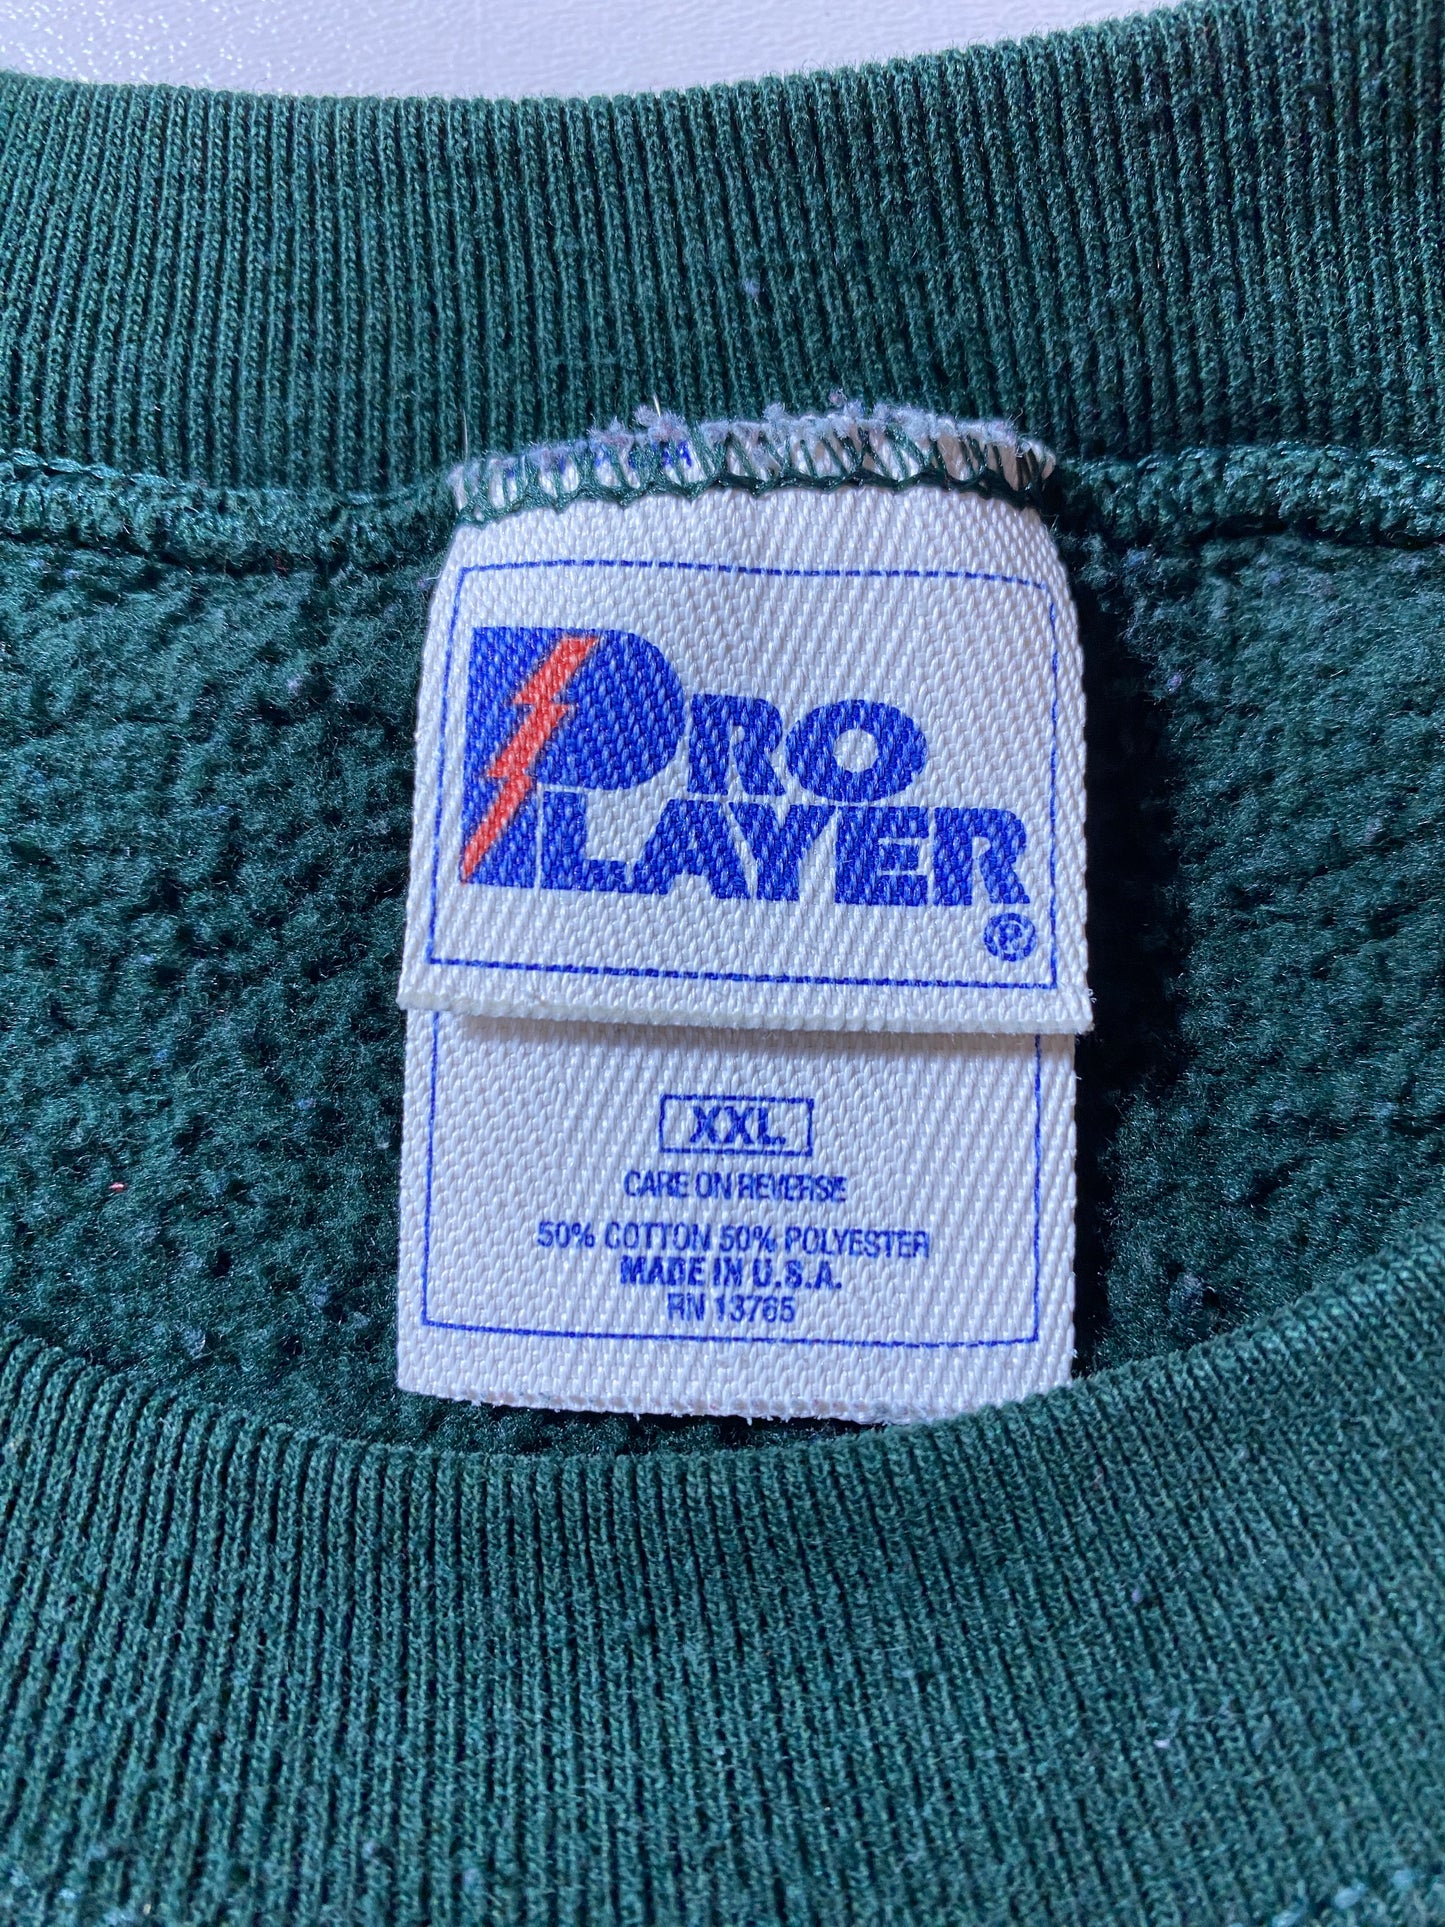 PRO
PLAYER
®
XXL
CARE ON REVERSE
50% COTTON 50% POLYESTER
MADE IN U.S.A.
RN 13765